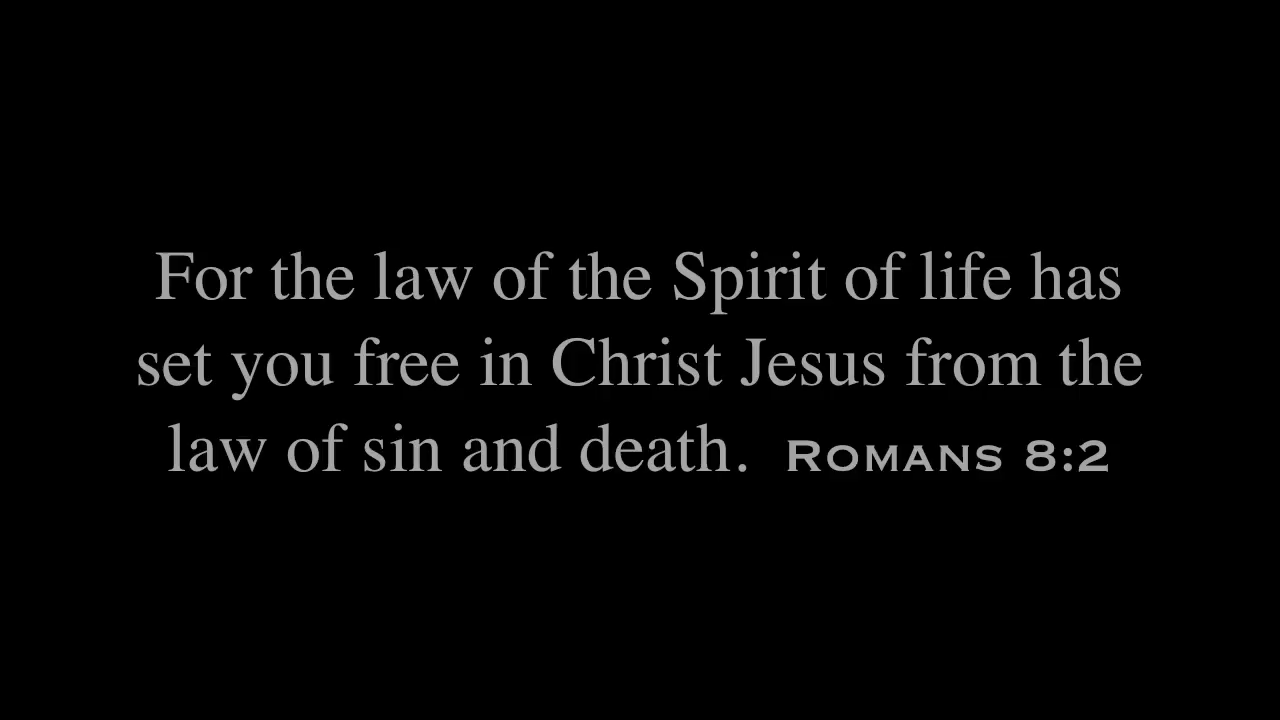 For the law of the Spirit of life has
set you free in Christ Jesus from the
law of sin and death. ROMANS 8:2